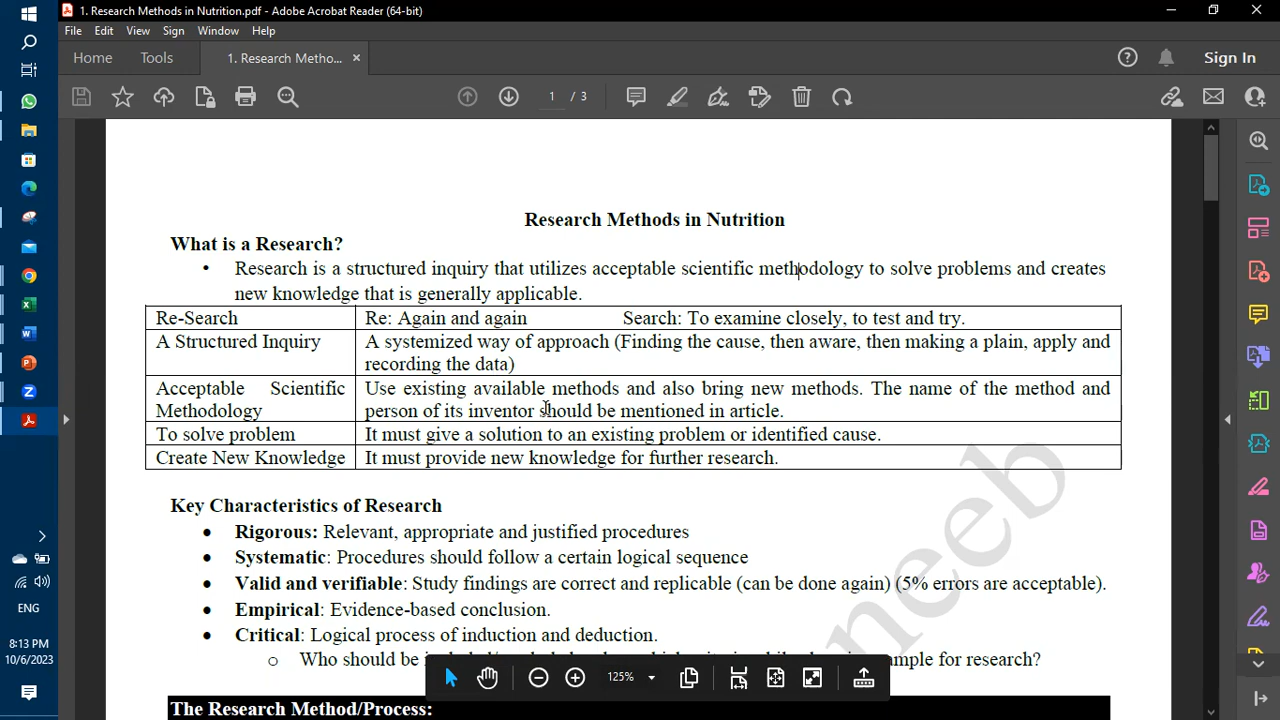 1. Research Methods in Nutrition.pdf - Adobe Acrobat Reader (64-bit)
File Edit View Sign Window Help
Home Tools 1. Research Metho... × Sign In
1 / 3
Research Methods in Nutrition
What is a Research?
• Research is a structured inquiry that utilizes acceptable scientific methodology to solve problems and creates
new knowledge that is generally applicable.
Re-Search Re: Again and again Search: To examine closely, to test and try.
A Structured Inquiry A systemized way of approach (Finding the cause, then aware, then making a plain, apply and
recording the data)
Acceptable Scientific Use existing available methods and also bring new methods. The name of the method and
Methodology person of its inventor should be mentioned in article.
To solve problem It must give a solution to an existing problem or identified cause.
Create New Knowledge It must provide new knowledge for further research.
Key Characteristics of Research
• Rigorous: Relevant, appropriate and justified procedures
• Systematic: Procedures should follow a certain logical sequence
• Valid and verifiable: Study findings are correct and replicable (can be done again) (5% errors are acceptable).
• Empirical: Evidence-based conclusion.
• Critical: Logical process of induction and deduction.
o Who should be ample for research?
125%
The Research Method/Process:
neeb
ENG
8:13 PM
10/6/2023